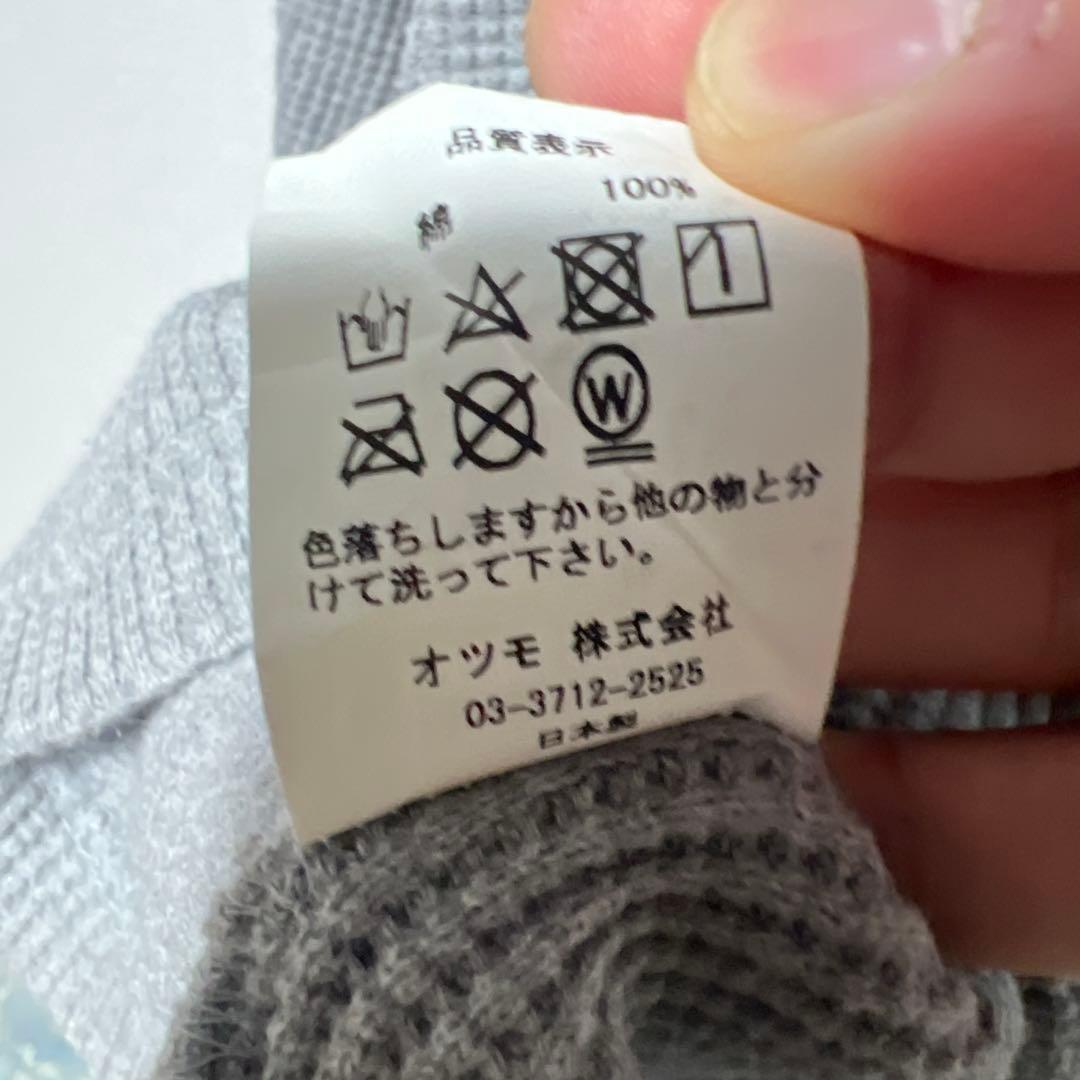 品質表示
綿 100%
W
色落ちしますから他の物と分
けて洗って下さい。
オツモ 株式会社
03-3712-2525
日本製